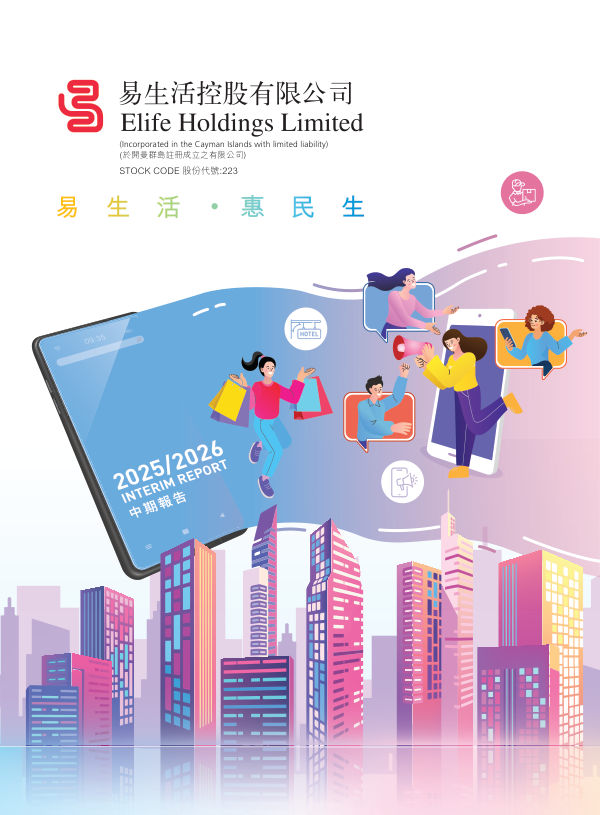 易生活控股有限公司
Elife Holdings Limited
(Incorporated in the Cayman Islands with limited liability)
(於開曼群島註冊成立之有限公司)
STOCK CODE 股份代號:223
易生活·惠民生
HOTEL
09:35
2025/2026
INTERIM REPORT
中期報告